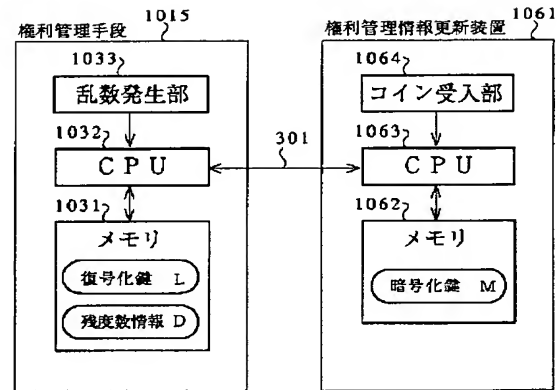 1015
権利管理手段
1033
乱数発生部
1032
CPU
1031
メモリ
復号化鍵 L
残度数情報 D
301
1061
権利管理情報更新装置
1064
コイン受入部
1063
CPU
1062
メモリ
暗号化鍵 M